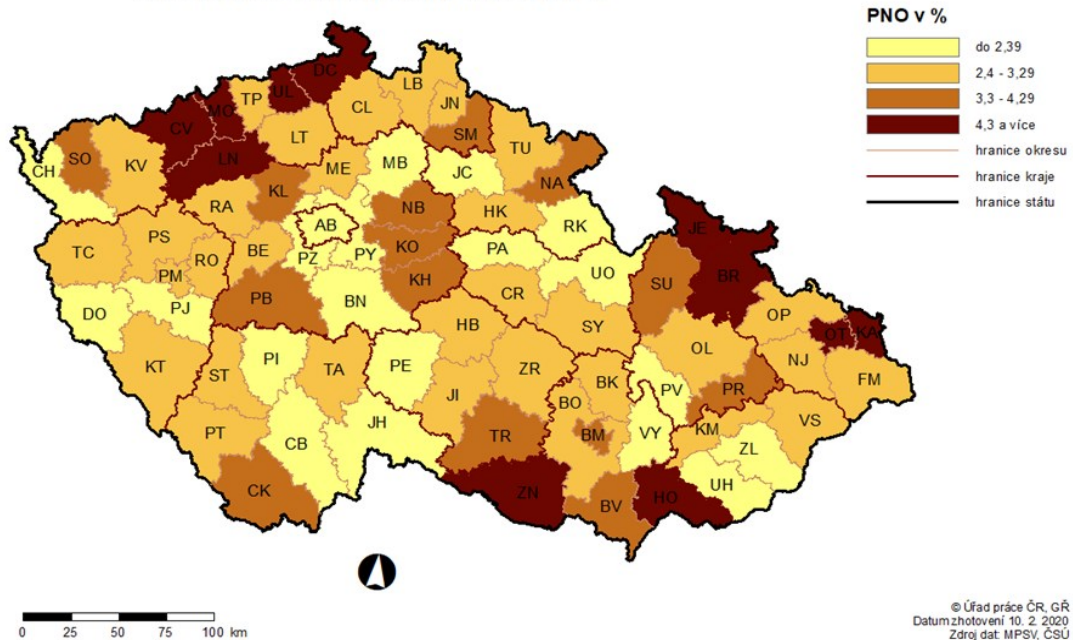 PNO v %
do 2,39
2,4 - 3,29
3,3 - 4,29
4,3 a více
hranice okresu
hranice kraje
hranice státu
DC
UL
LB
MO
TP
CL
JN
CV
LT
SM
TU
LN
CH
SO
KV
ME
MB
JC
NA
KL
RA
NB
HK
AB
RK
TC
PS
RO
BE
PZ
PY
KO
PA
JE
PM
KH
UO
SU
BR
DO
PJ
PB
BN
CR
OP
HB
SY
OT
KA
KT
PI
OL
NJ
ST
TA
PE
ZR
FM
JI
BK
PV
PR
BO
PT
CB
JH
TR
BM
VY
KM
VS
ZL
CK
ZN
BV
HO
UH
0 25 50 75 100 km
© Úřad práce ČR, GŘ
Datum zhotovení 10. 2. 2020
Zdroj dat: MPSV, ČSÚ